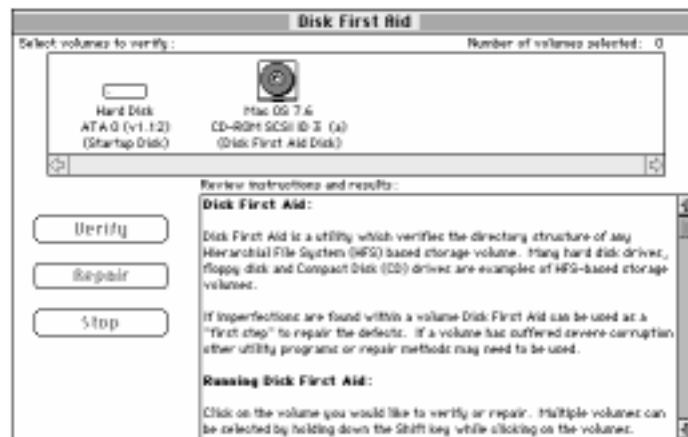 Disk First Aid
Select volumes to verify:
Number of volumes selected: 0
Hard Disk
ATA 0 (v1.1.2)
(Startup Disk)
Mac OS 7.6
CD-ROM SCSI ID 3 (a)
(Disk First Aid Disk)
Review instructions and results:
Verify
Repair
Stop
Disk First Aid:
Disk First Aid is a utility which verifies the directory structure of any
Hierarchial File System (HFS) based storage volume. Many hard disk drives,
floppy disk and Compact Disk (CD) drives are examples of HFS-based storage
volumes.
If imperfections are found within a volume Disk First Aid can be used as a
"first step" to repair the defects. If a volume has suffered severe corruption
other utility programs or repair methods may need to be used.
Running Disk First Aid:
Click on the volume you would like to verify or repair. Multiple volumes can
be selected by holding down the Shift key while clicking on the volumes.